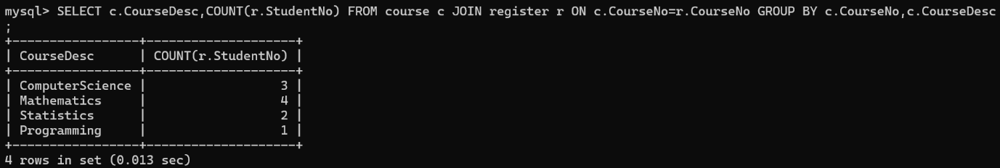 mysql> SELECT c.CourseDesc,COUNT(r.StudentNo) FROM course c JOIN register r ON c.CourseNo=r.CourseNo GROUP BY c.CourseNo,c.CourseDesc
;
+-----------------+--------------------+
| CourseDesc      | COUNT(r.StudentNo) |
+-----------------+--------------------+
| ComputerScience |                  3 |
| Mathematics     |                  4 |
| Statistics      |                  2 |
| Programming     |                  1 |
+-----------------+--------------------+
4 rows in set (0.013 sec)